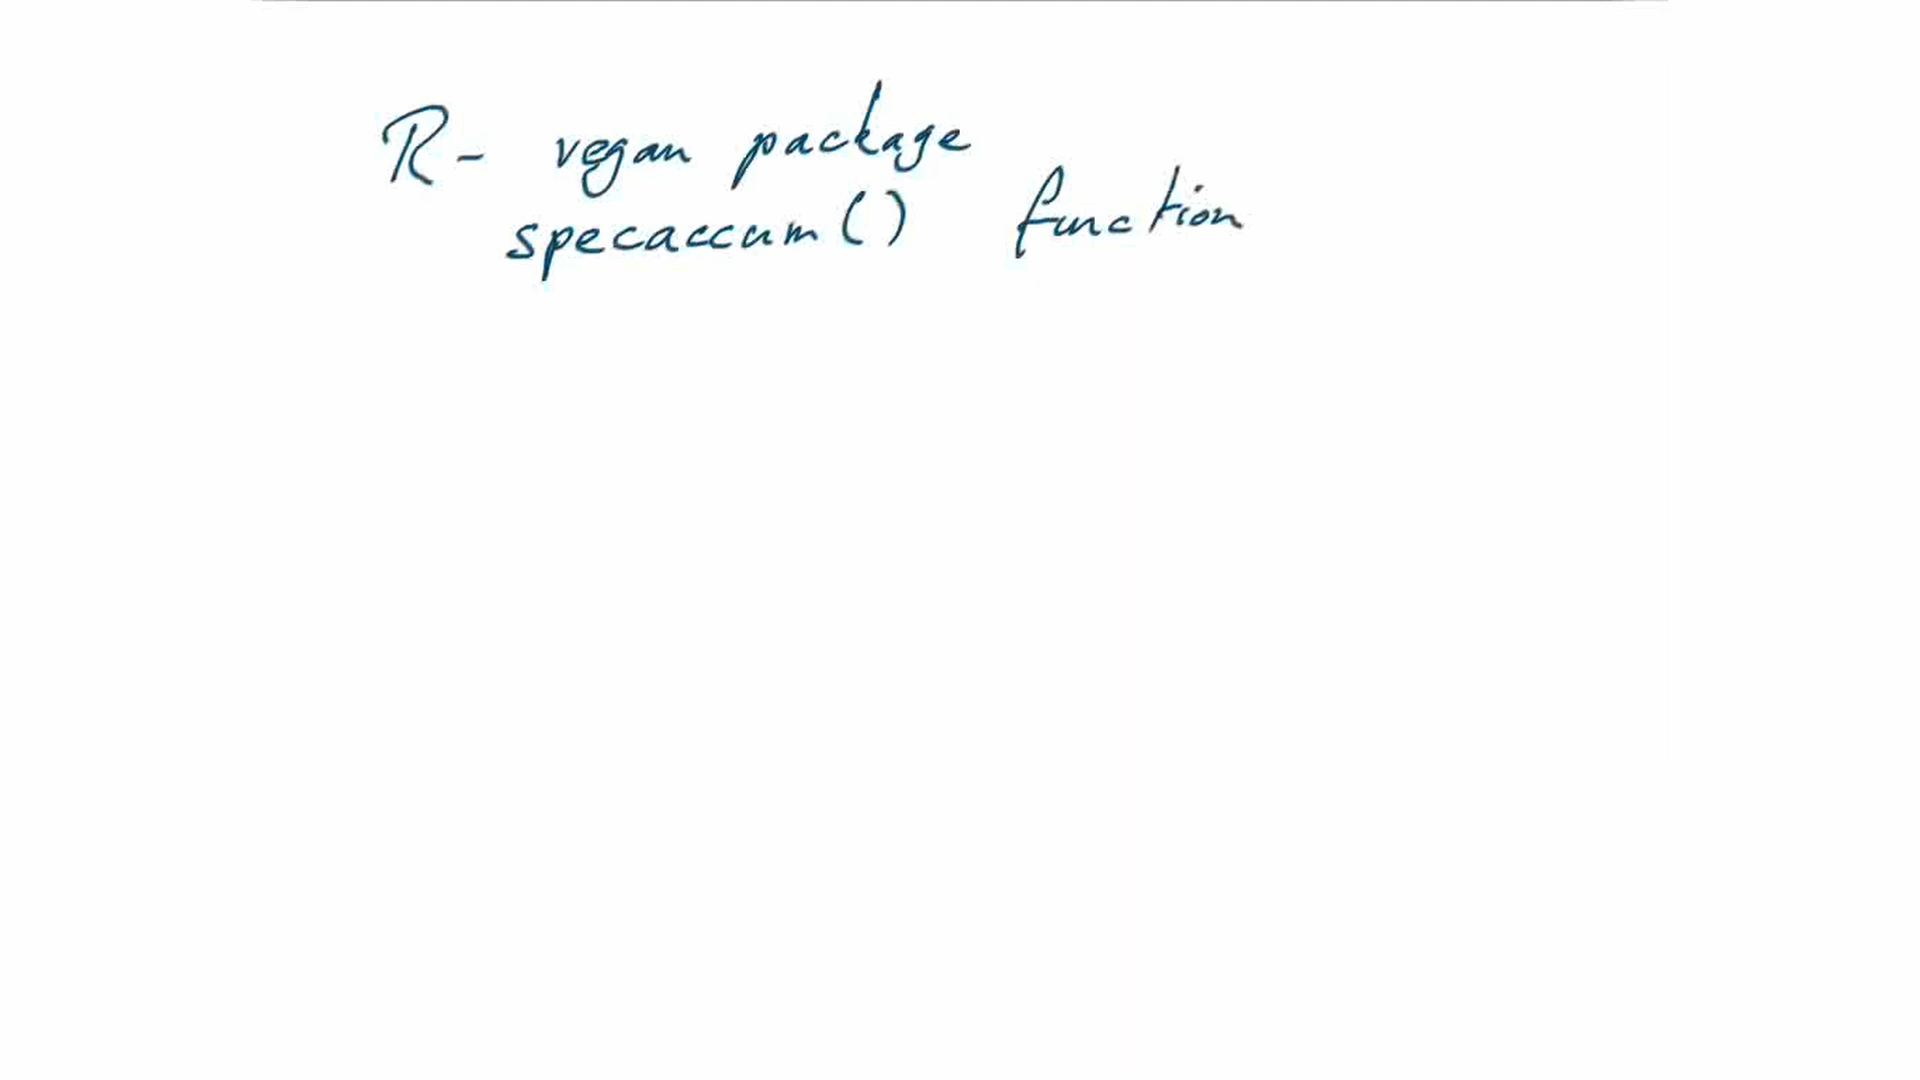 R- vegan package
specaccum() function